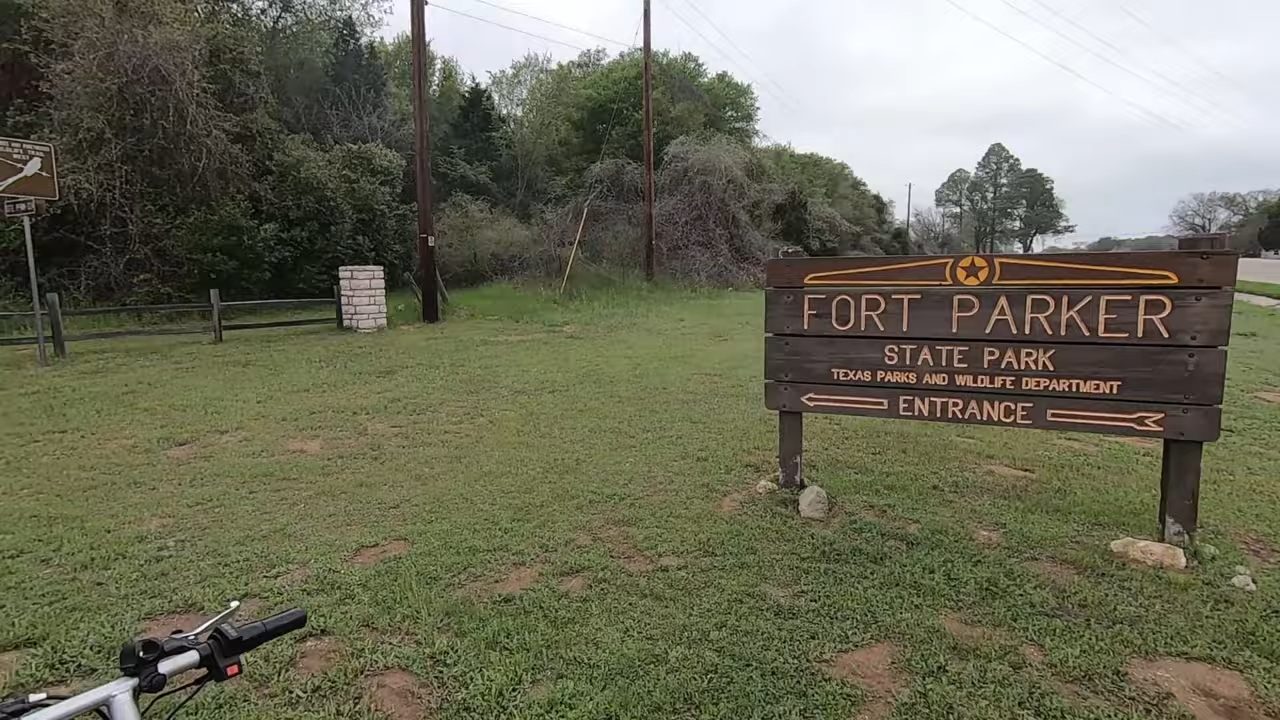 FORT PARKER
STATE PARK
TEXAS PARKS AND WILDLIFE DEPARTMENT
ENTRANCE